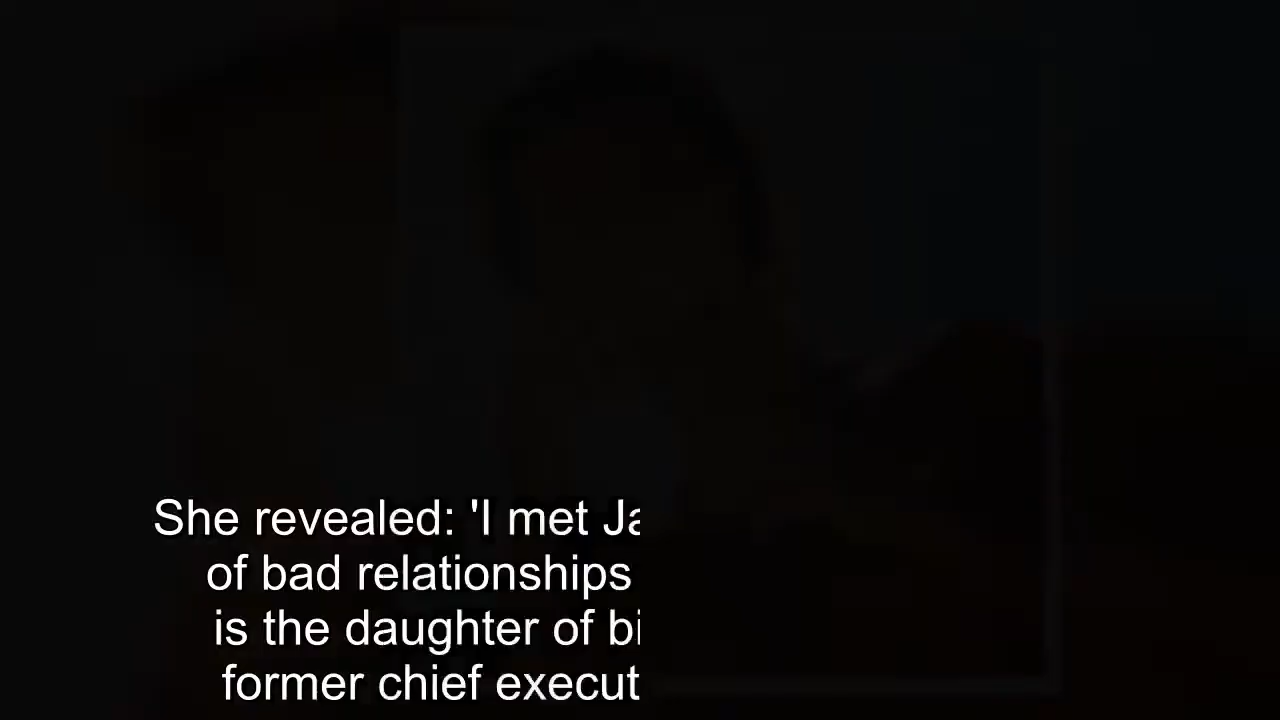 She revealed: 'I met Ja
of bad relationships
is the daughter of bi
former chief execut